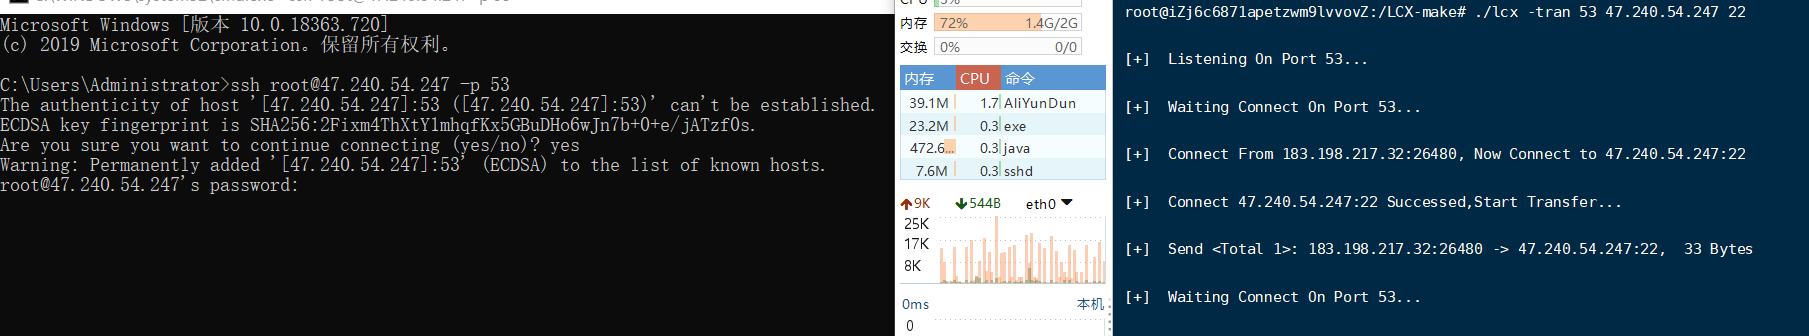 Microsoft Windows [版本 10.0.18363.720]
(c) 2019 Microsoft Corporation。保留所有权利。
C:\Users\Administrator>ssh root@47.240.54.247 -p 53
The authenticity of host '[47.240.54.247]:53 ([47.240.54.247]:53)' can't be established.
ECDSA key fingerprint is SHA256:2Fixm4ThXtYlmhqfKx5GBuDHo6wJn7b+0+e/jATzf0s.
Are you sure you want to continue connecting (yes/no)? yes
Warning: Permanently added '[47.240.54.247]:53' (ECDSA) to the list of known hosts.
root@47.240.54.247's password:
CPU
内存 72% 1.4G/2G
交换 0% 0/0
内存 CPU 命令
39.1M 1.7 AliYunDun
23.2M 0.3 exe
472.6... 0.3 java
7.6M 0.3 sshd
9K 544B eth0
25K
17K
8K
0ms 本机
0
root@iZj6c6871apetzwm9lvvovZ:/LCX-make# ./lcx -tran 53 47.240.54.247 22
[+] Listening On Port 53...
[+] Waiting Connect On Port 53...
[+] Connect From 183.198.217.32:26480, Now Connect to 47.240.54.247:22
[+] Connect 47.240.54.247:22 Successed,Start Transfer...
[+] Send <Total 1>: 183.198.217.32:26480 -> 47.240.54.247:22, 33 Bytes
[+] Waiting Connect On Port 53...